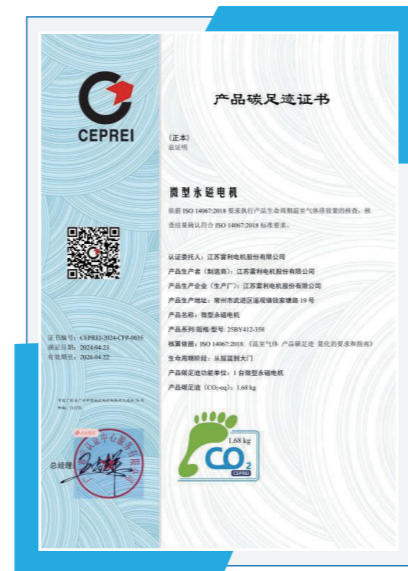 CEPREI
产品碳足迹证书
(正本)
兹证明
微型永磁电机
依据 ISO 14067:2018 要求执行产品生命周期温室气体排放量的核查，核
查结果确认符合 ISO 14067:2018 标准要求。
认证委托人：江苏雷利电机股份有限公司
产品生产者（制造商）：江苏雷利电机股份有限公司
产品生产企业（生产厂）：江苏雷利电机股份有限公司
产品生产地址：常州市武进区遥观镇钱家塘路 19 号
产品名称：微型永磁电机
产品系列/规格/型号：25BY412-358
核算依据：ISO 14067:2018 《温室气体 产品碳足迹 量化的要求和指南》
生命周期阶段：从摇篮到大门
产品碳足迹功能单位：1 台微型永磁电机
产品碳足迹（CO₂-eq）：1.68 kg
证书编号：CEPREI-2024-CFP-0035
颁证日期：2024-04-23
有效期至：2026-04-22
总经理：
1.68 kg
CO2
CEPREI